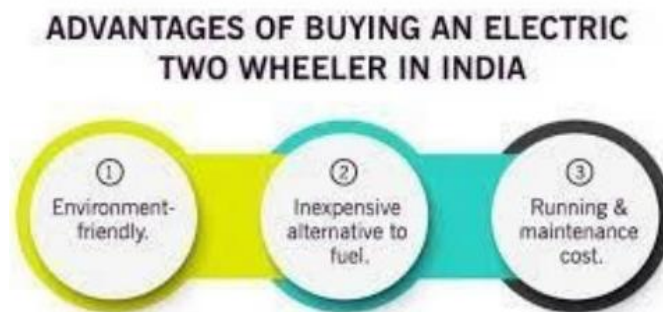 ADVANTAGES OF BUYING AN ELECTRIC
TWO WHEELER IN INDIA
1
Environment-
friendly.
2
Inexpensive
alternative to
fuel.
3
Running &
maintenance
cost.